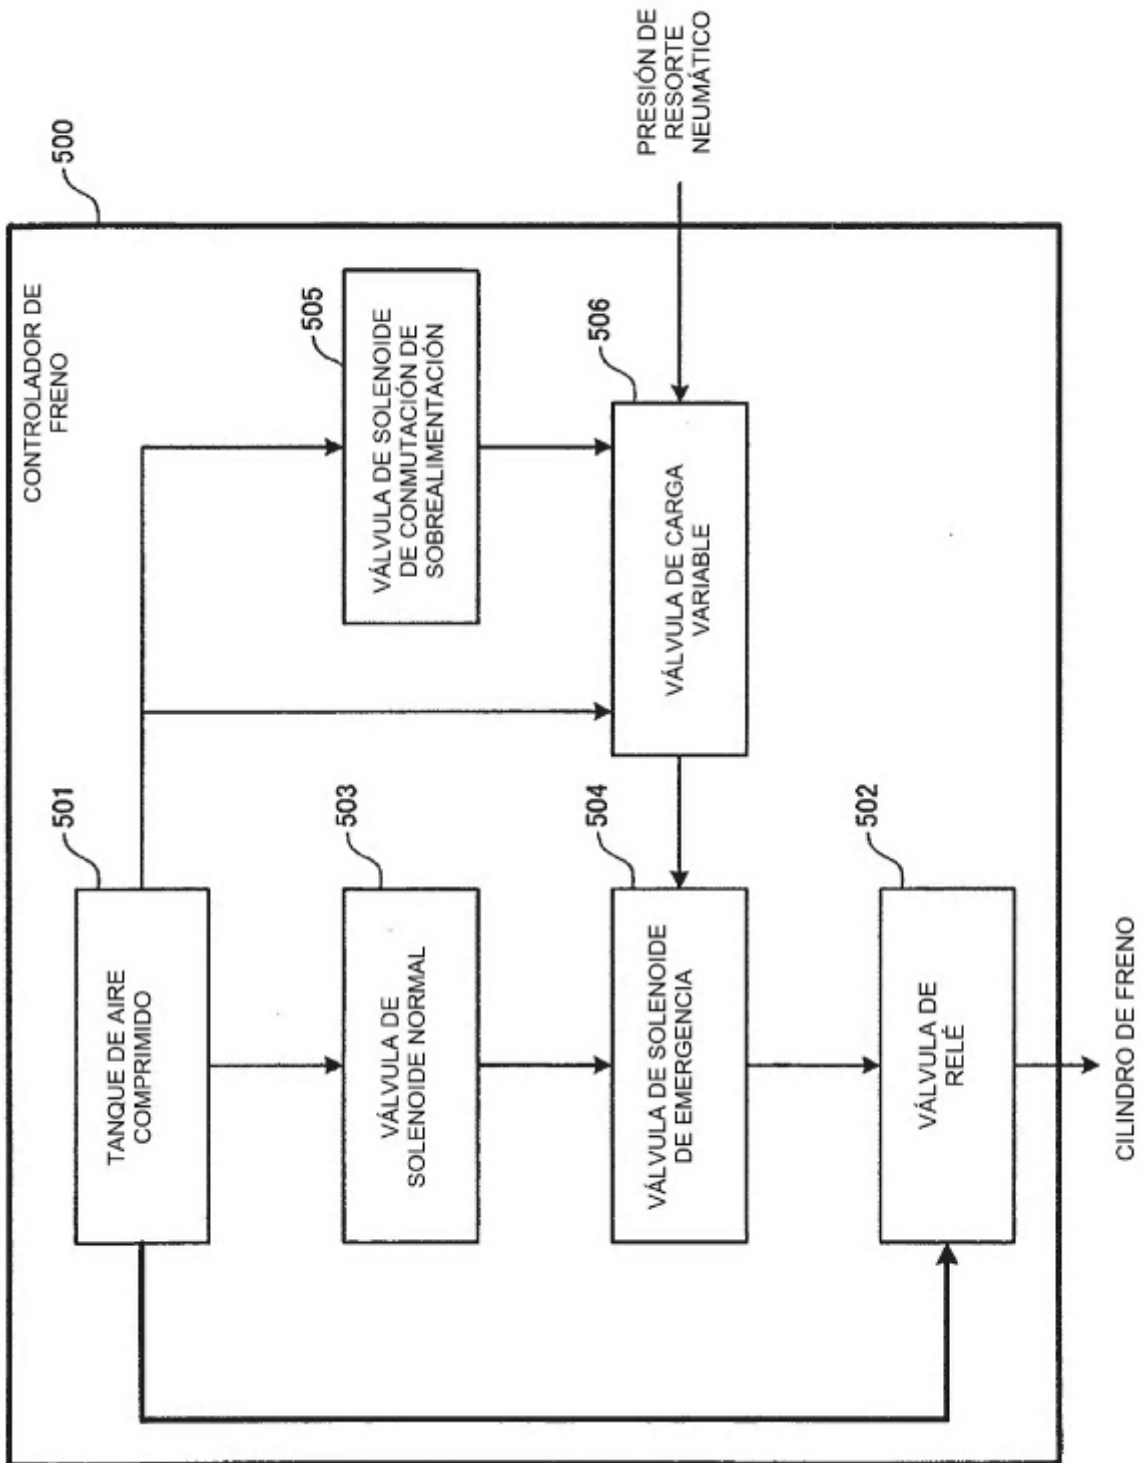 500
CONTROLADOR DE
FRENO
501
TANQUE DE AIRE
COMPRIMIDO
503
VÁLVULA DE
SOLENOIDE NORMAL
505
VÁLVULA DE SOLENOIDE
DE CONMUTACIÓN DE
SOBREALIMENTACIÓN
504
VÁLVULA DE SOLENOIDE
DE EMERGENCIA
506
VÁLVULA DE CARGA
VARIABLE
PRESIÓN DE
RESORTE
NEUMÁTICO
502
VÁLVULA DE
RELÉ
CILINDRO DE FRENO